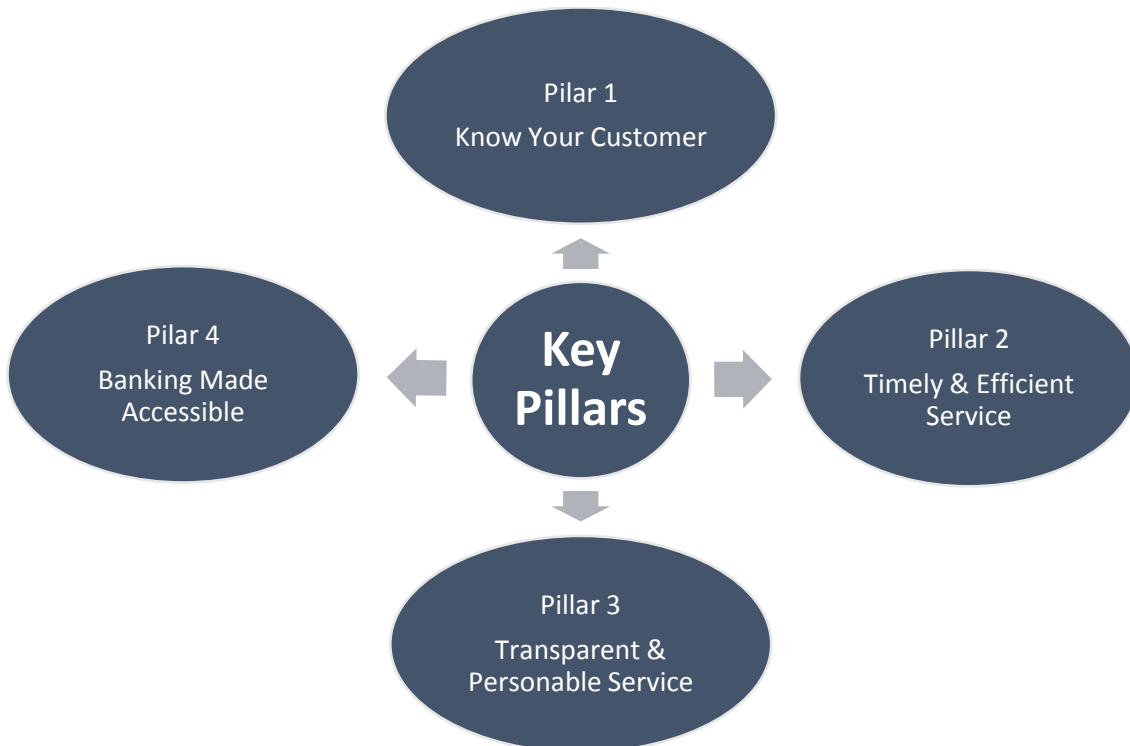 Pilar 1
Know Your Customer
Pilar 4
Banking Made
Accessible
Key
Pillars
Pillar 2
Timely & Efficient
Service
Pillar 3
Transparent &
Personable Service